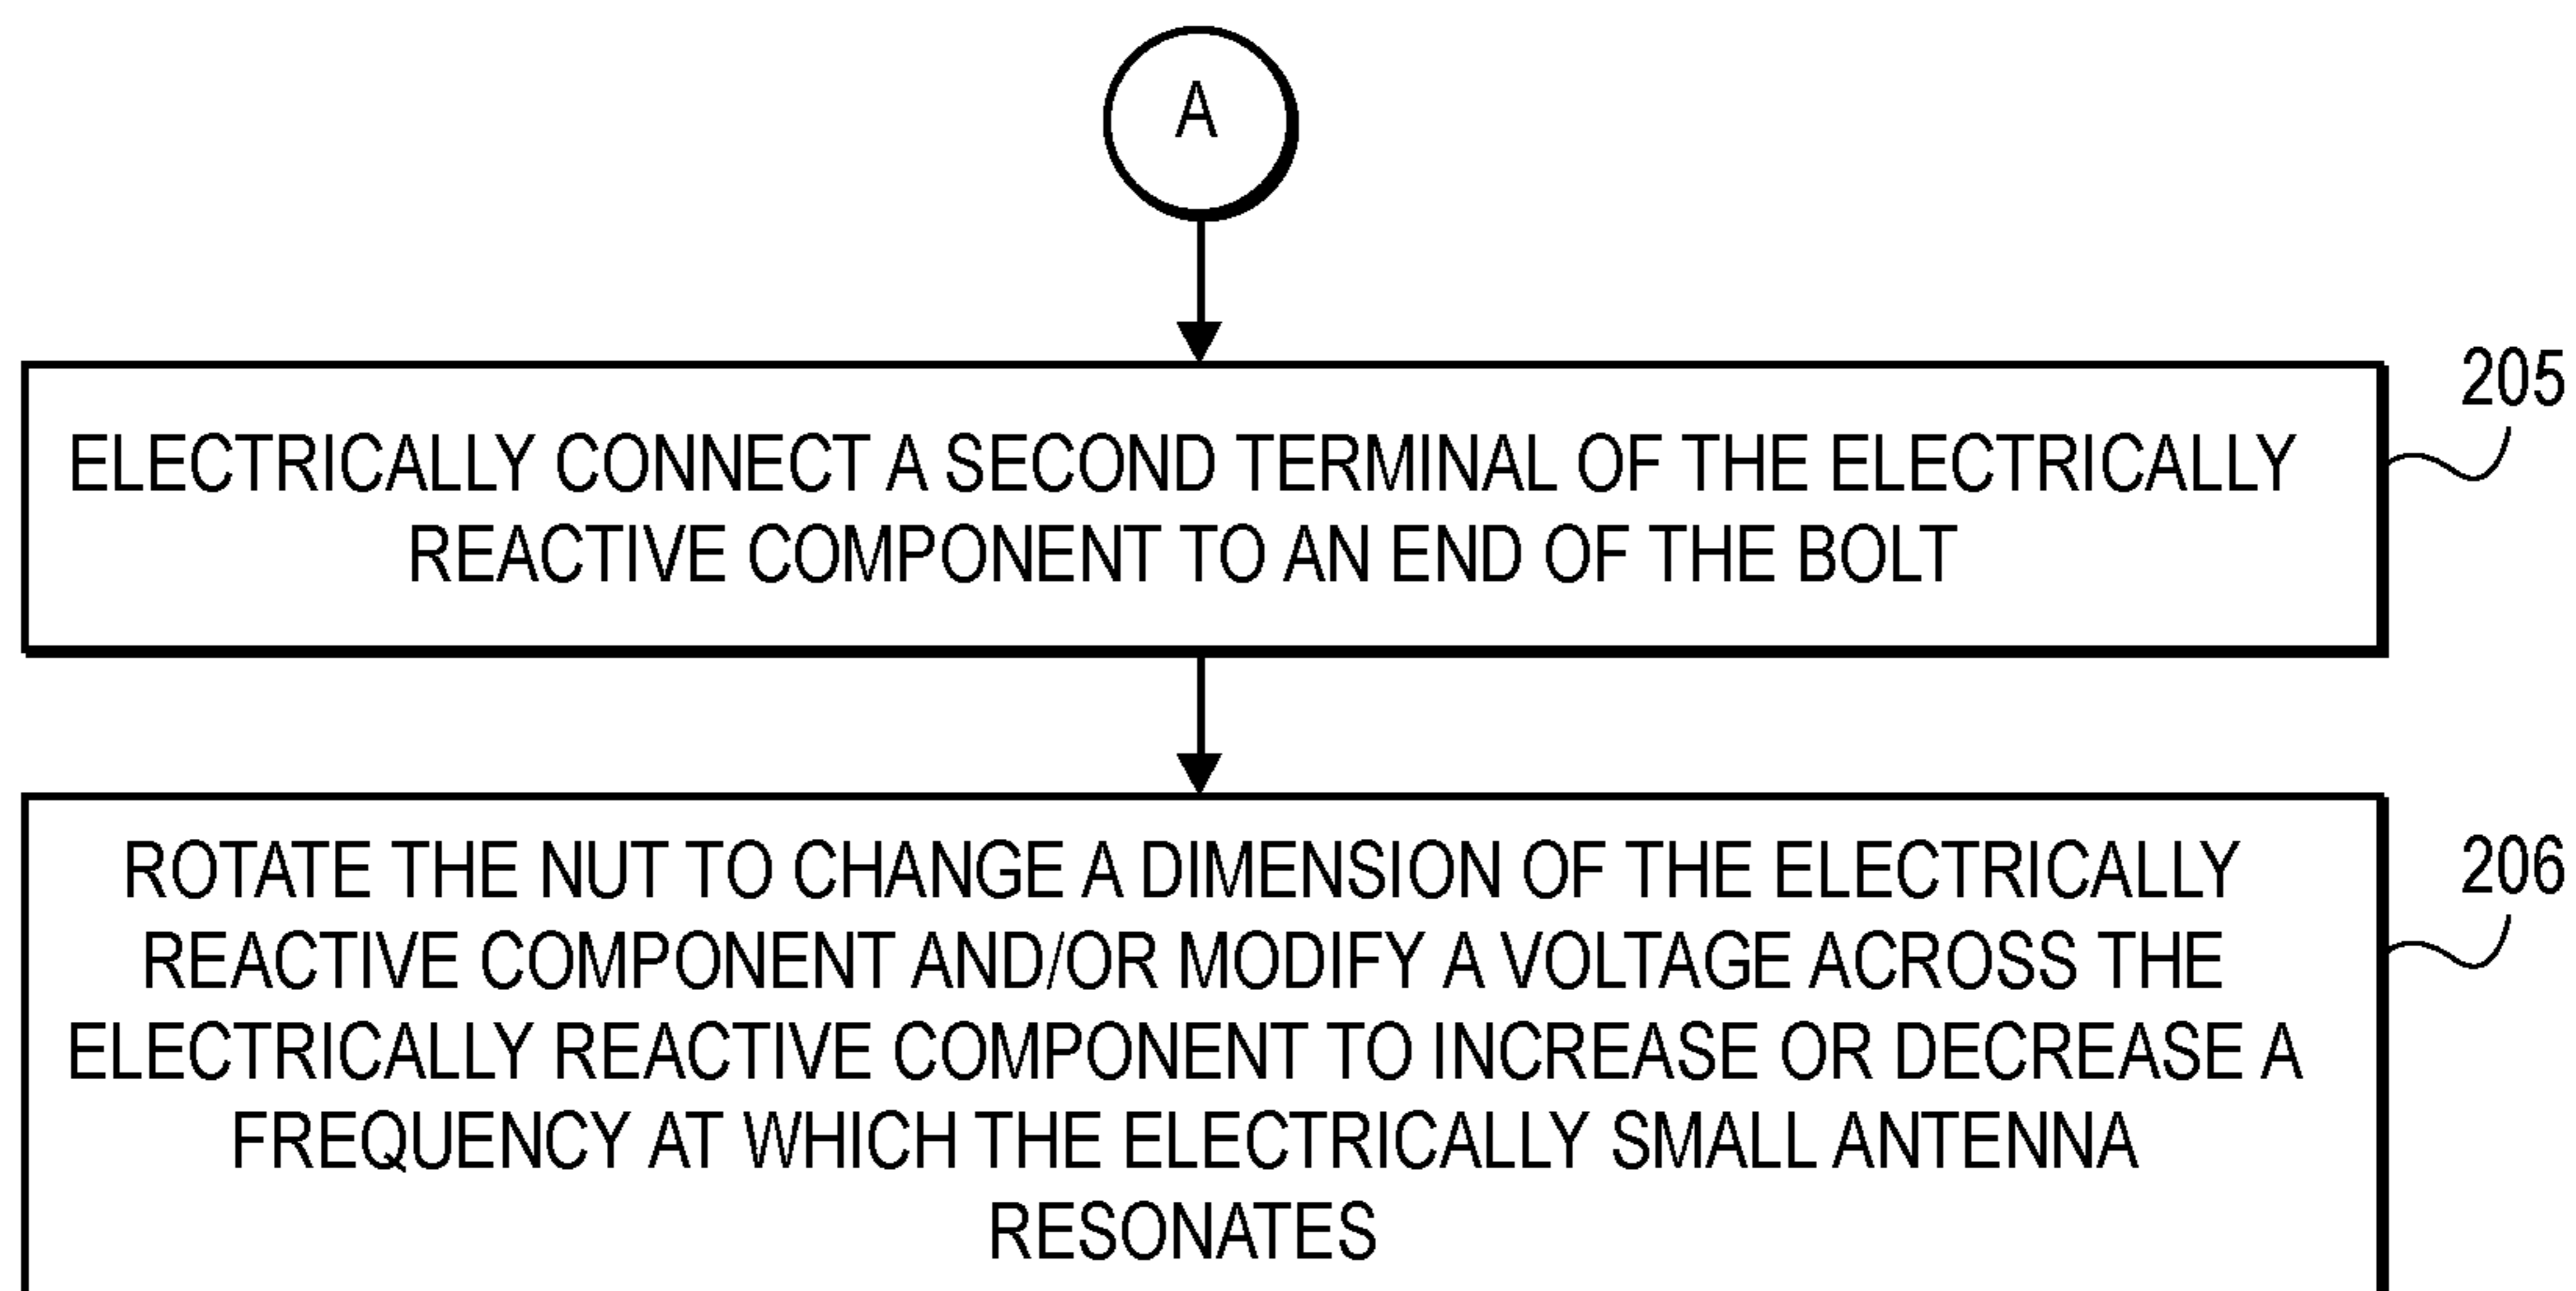 A
205
ELECTRICALLY CONNECT A SECOND TERMINAL OF THE ELECTRICALLY
REACTIVE COMPONENT TO AN END OF THE BOLT
206
ROTATE THE NUT TO CHANGE A DIMENSION OF THE ELECTRICALLY
REACTIVE COMPONENT AND/OR MODIFY A VOLTAGE ACROSS THE
ELECTRICALLY REACTIVE COMPONENT TO INCREASE OR DECREASE A
FREQUENCY AT WHICH THE ELECTRICALLY SMALL ANTENNA
RESONATES